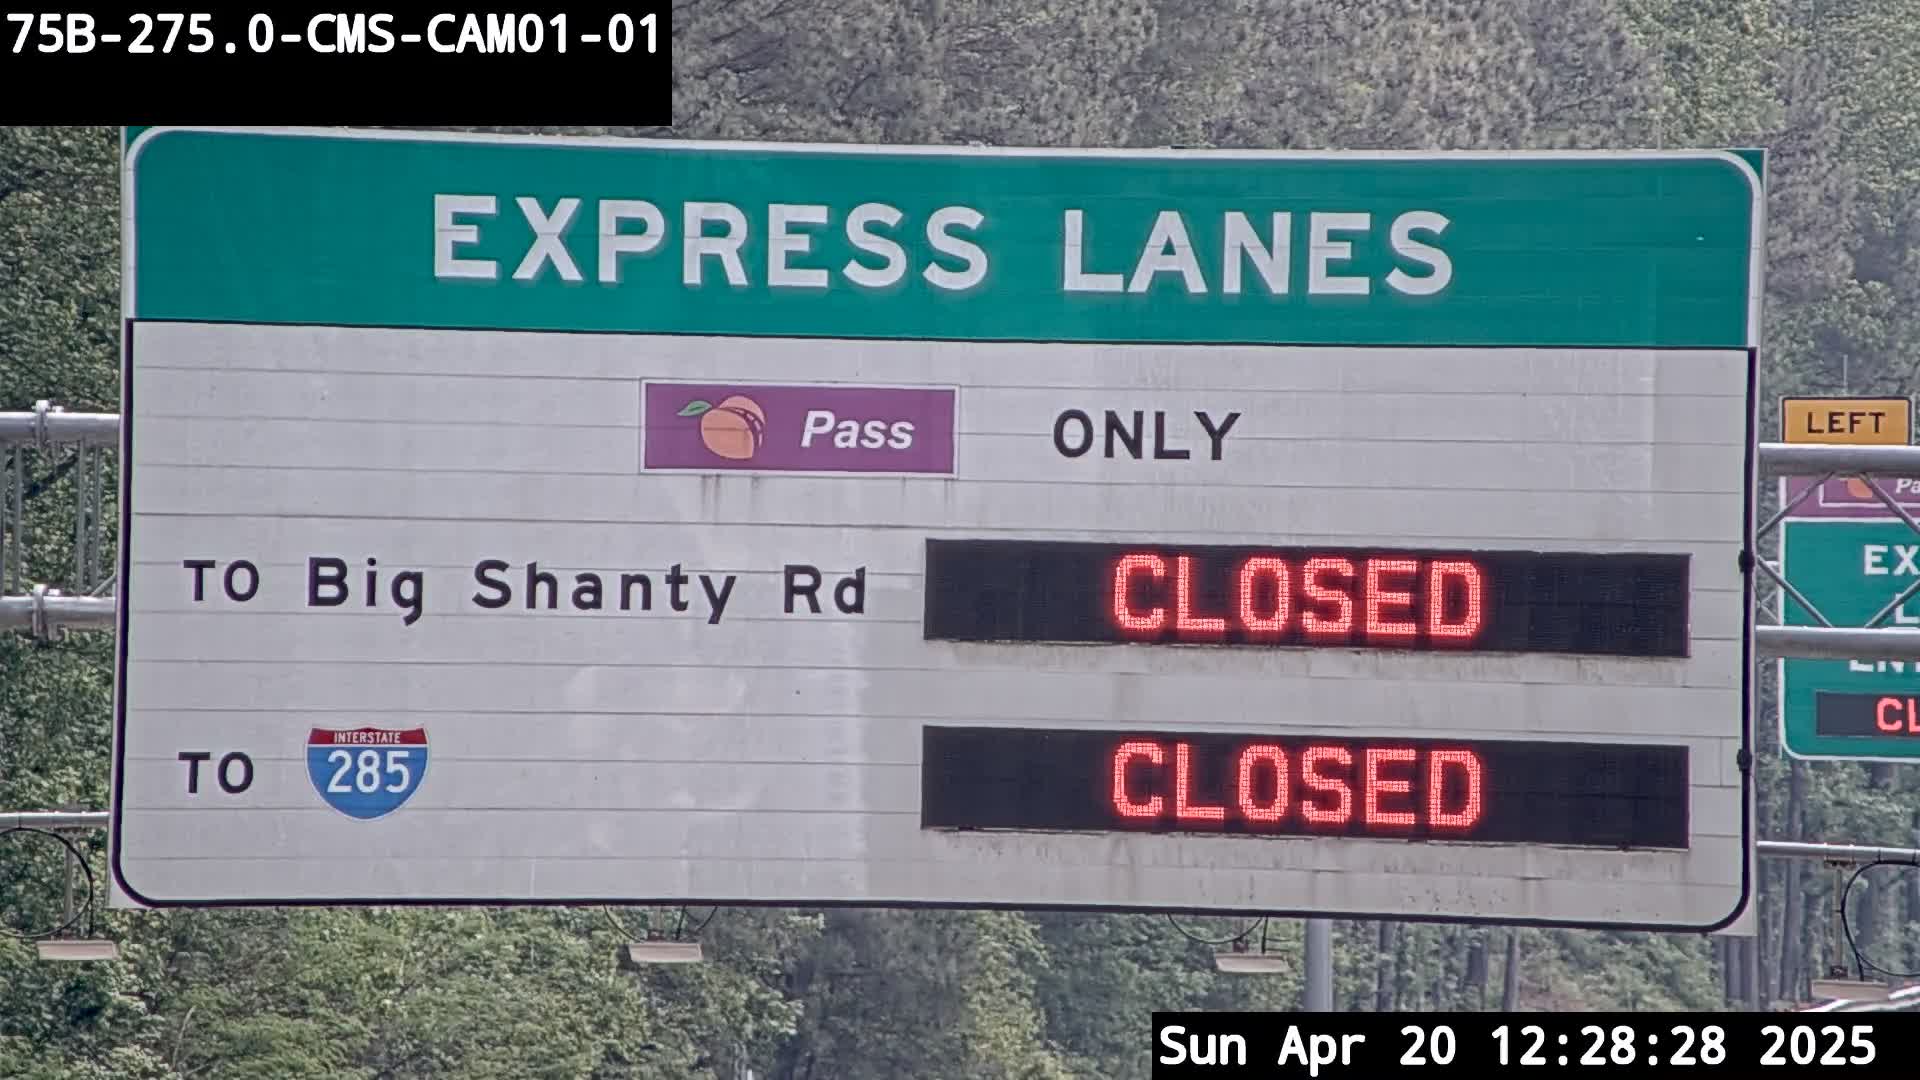 75B-275.0-CMS-CAM01-01
EXPRESS LANES
Pass ONLY
TO Big Shanty Rd CLOSED
TO INTERSTATE 285 CLOSED
LEFT
Sun Apr 20 12:28:28 2025